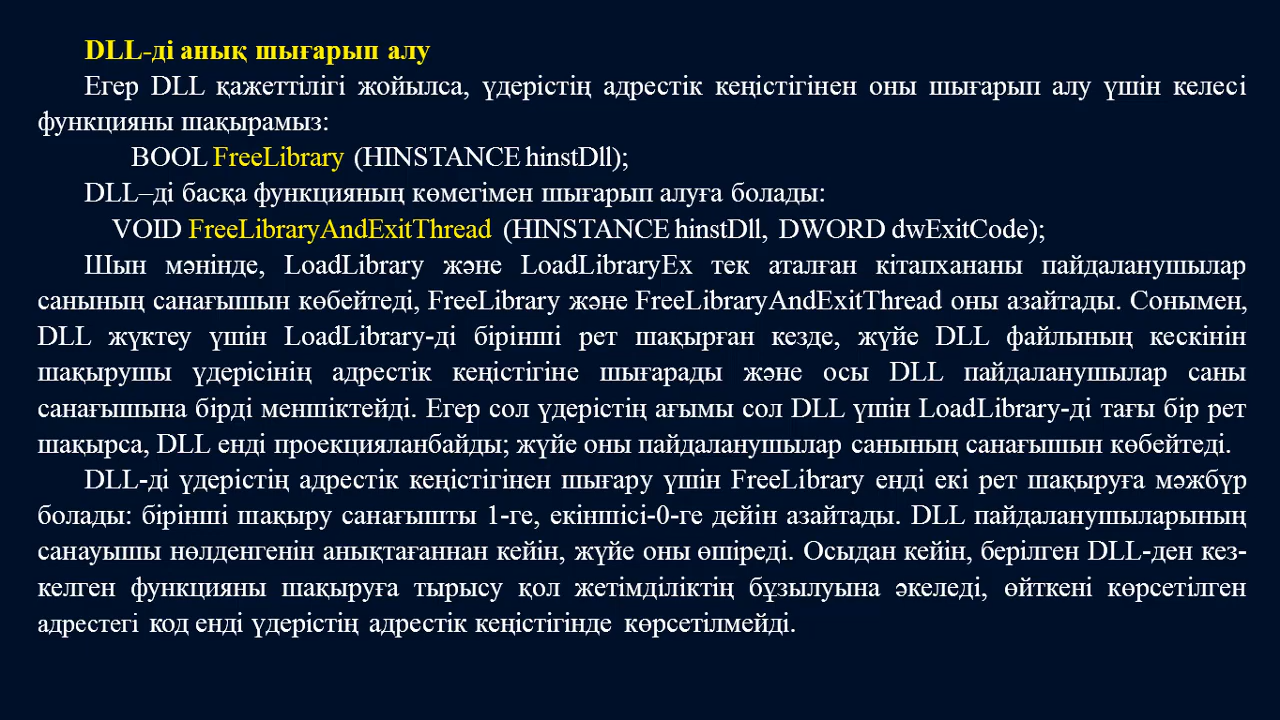 DLL-ді анық шығарып алу
Егер DLL қажеттілігі жойылса, үдерістің адрестік кеңістігінен оны шығарып алу үшін келесі
функцияны шақырамыз:
BOOL FreeLibrary (HINSTANCE hinstDll);
DLL–ді басқа функцияның көмегімен шығарып алуға болады:
VOID FreeLibraryAndExitThread (HINSTANCE hinstDll, DWORD dwExitCode);
Шын мәнінде, LoadLibrary және LoadLibraryEx тек аталған кітапхананы пайдаланушылар
санының санағышын көбейтеді, FreeLibrary және FreeLibraryAndExitThread оны азайтады. Сонымен,
DLL жүктеу үшін LoadLibrary-ді бірінші рет шақырған кезде, жүйе DLL файлының кескінін
шақырушы үдерісінің адрестік кеңістігіне шығарады және осы DLL пайдаланушылар саны
санағышына бірді меншіктейді. Егер сол үдерістің ағымы сол DLL үшін LoadLibrary-ді тағы бір рет
шақырса, DLL енді проекцияланбайды; жүйе оны пайдаланушылар санының санағышын көбейтеді.
DLL-ді үдерістің адрестік кеңістігінен шығару үшін FreeLibrary енді екі рет шақыруға мәжбүр
болады: бірінші шақыру санағышты 1-ге, екіншісі-0-ге дейін азайтады. DLL пайдаланушыларының
санауышы нөлденгенін анықтағаннан кейін, жүйе оны өшіреді. Осыдан кейін, берілген DLL-ден кез-
келген функцияны шақыруға тырысу қол жетімділіктің бұзылуына әкеледі, өйткені көрсетілген
адрестегі код енді үдерістің адрестік кеңістігінде көрсетілмейді.